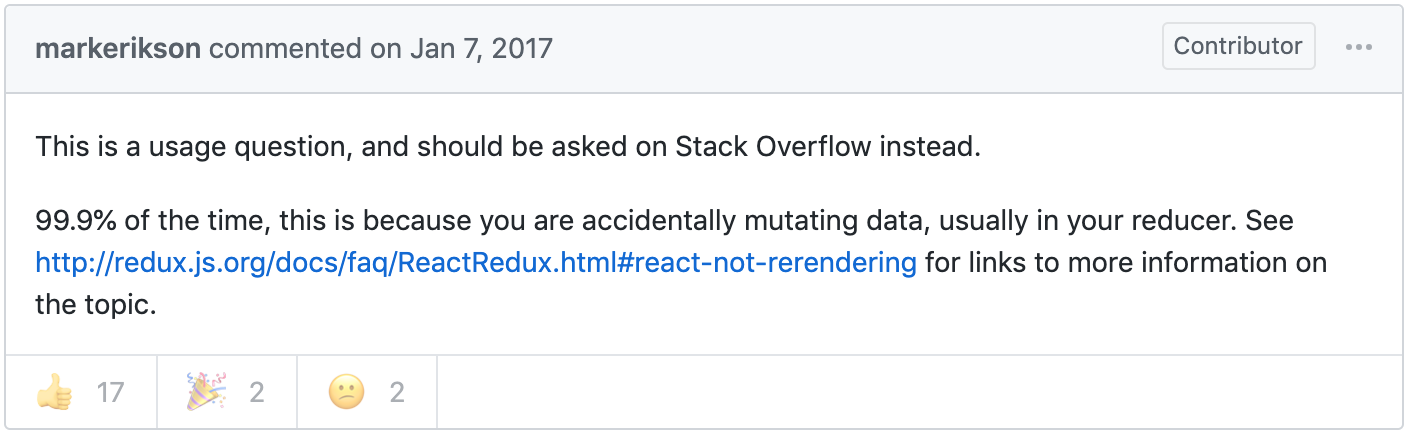 markerikson commented on Jan 7, 2017
Contributor
This is a usage question, and should be asked on Stack Overflow instead.
99.9% of the time, this is because you are accidentally mutating data, usually in your reducer. See
http://redux.js.org/docs/faq/ReactRedux.html#react-not-rerendering for links to more information on
the topic.
17
2
2